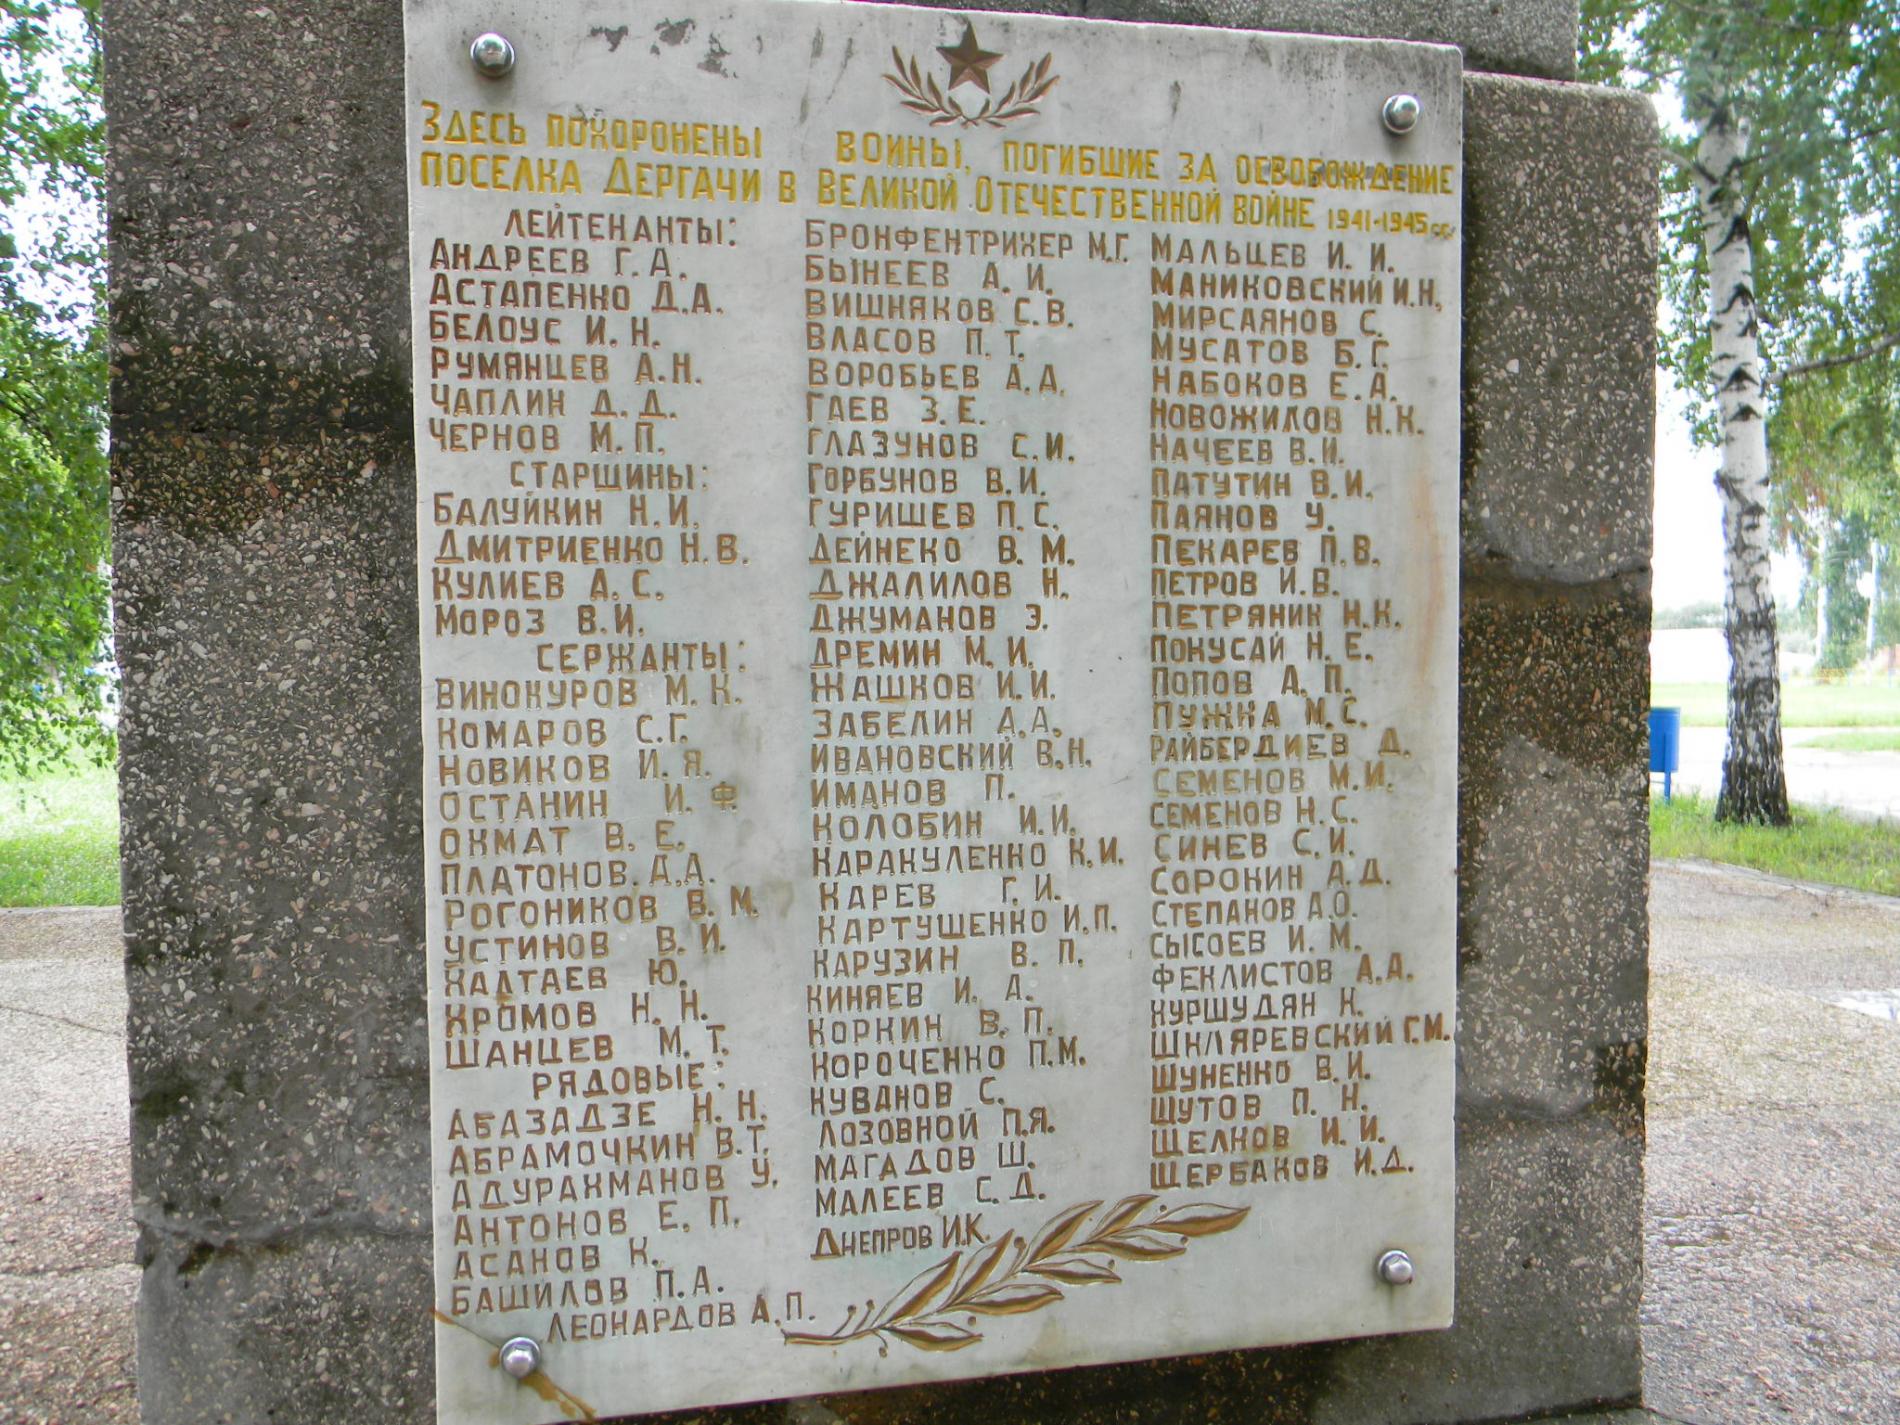 Здесь похоронены воины, погибшие за освобождение
поселка Дергачи в Великой Отечественной войне 1941-1945 гг.
Лейтенанты:
Андреев Г. А.
Астапенко Д. А.
Белоус И. Н.
Румянцев А. Н.
Чаплин Д. Д.
Чернов М. П.
Старшины:
Балуйкин Н. И.
Дмитриенко Н. В.
Кулиев А. С.
Мороз В. И.
Сержанты:
Винокуров М. К.
Комаров С. Г.
Новиков И. Я.
Останин И. Ф.
Охмат В. Е.
Платонов. А. А.
Рогоников В. М.
Устинов В. И.
Халтаев Ю.
Хромов Н. Н.
Шанцев М. Т.
Рядовые:
Абазадзе Н. Н.
Абрамочкин В. Т.
Адурахманов У.
Антонов Е. П.
Асанов К.
Башилов П. А.
Леонардов А. П.
Бронфентрихер М. Г.
Бынеев А. И.
Вишняков С. В.
Власов П. Т.
Воробьев А. А.
Гаев З. Е.
Глазунов С. И.
Горбунов В. И.
Гурищев П. С.
Дейнеко В. М.
Джалилов Н.
Джуманов Э.
Дремин М. И.
Жашков И. И.
Забелин А. А.
Ивановский В. Н.
Иманов П.
Колобин И. И.
Каракуленко К. И.
Карев Г. И.
Картушенко И. П.
Карузин В. П.
Киняев И. А.
Коркин В. П.
Короченко П. М.
Куванов С.
Лозовной П. Я.
Магадов Ш.
Малеев С. Д.
Днепров И. К.
Мальцев И. И.
Маниковский И. Н.
Мирсаянов С.
Мусатов Б. Г.
Набоков Е. А.
Новожилов Н. К.
Начеев В. И.
Патутин В. И.
Паянов У.
Пекарев П. В.
Петров И. В.
Петряник Н. К.
Покусай Н. Е.
Попов А. П.
Пужка М. С.
Райбердиев Д.
Семенов М. И.
Семенов Н. С.
Синев С. И.
Сорокин А. Д.
Степанов А. О.
Сысоев И. М.
Феклистов А. А.
Хуршудян К.
Шкляревский Г. М.
Шуненко В. И.
Шутов П. Н.
Щелков И. И.
Щербаков И. Д.